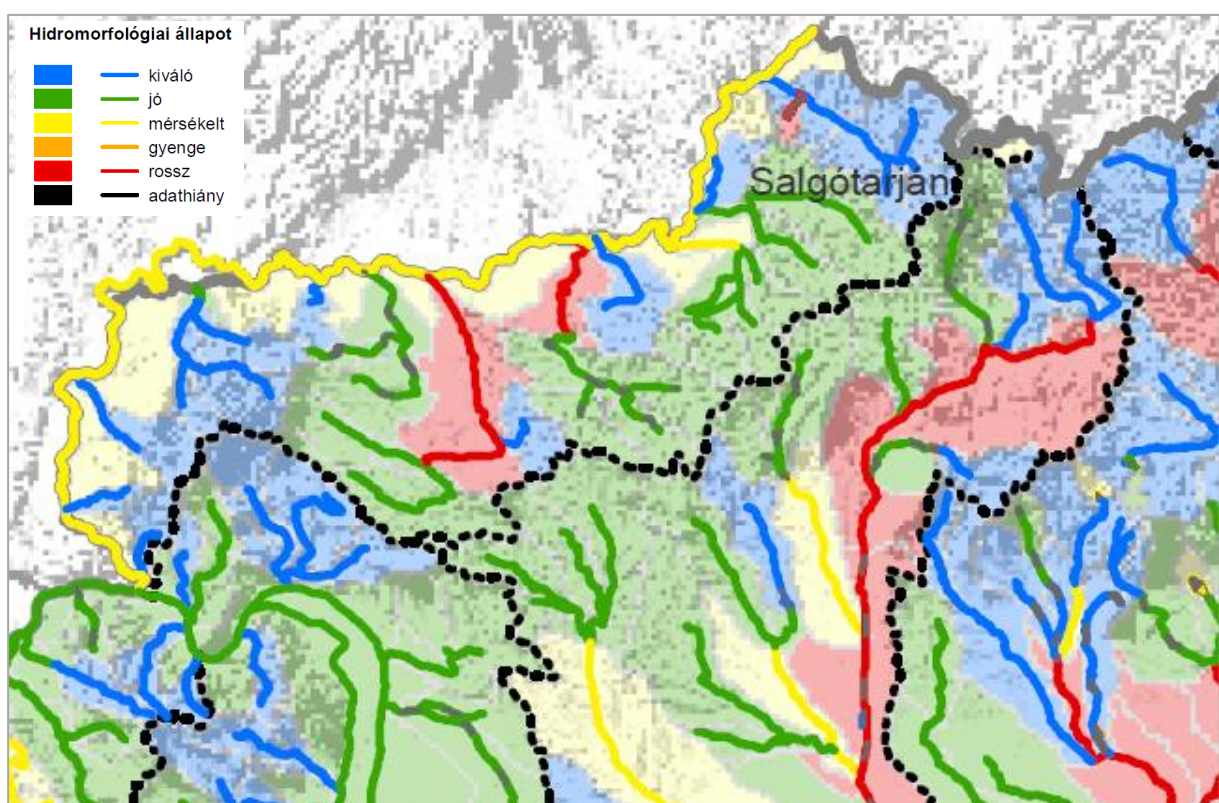 Hidromorfológiai állapot
kiváló
jó
mérsékelt
gyenge
rossz
adathiány
Salgótarján